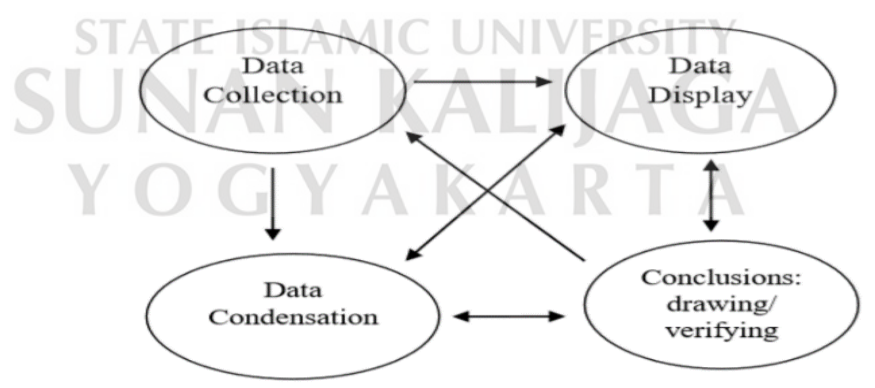 STATE ISLAMIC UNIVERSITY
SUNAN KALIJAGA
YOGYAKARTA
Data
Collection
Data
Display
Data
Condensation
Conclusions:
drawing/
verifying